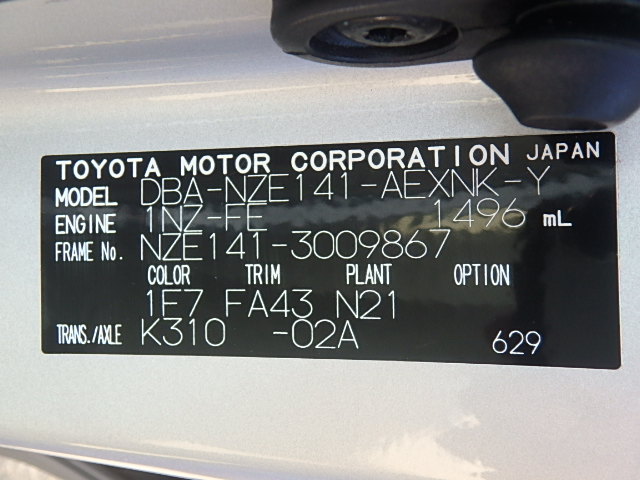 TOYOTA MOTOR CORPORATION JAPAN
MODEL DBA-NZE141-AEXNK-Y
ENGINE 1NZ-FE 1496 mL
FRAME No. NZE141-3009867
COLOR TRIM PLANT OPTION
1E7 FA43 N21
TRANS./AXLE K310 -02A 629